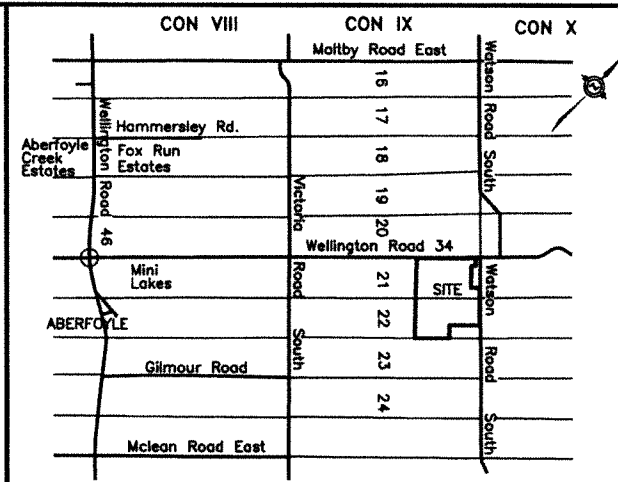 CON VIII
CON IX
CON X
Maltby Road East
16
17
18
19
20
21
22
23
24
Watson Road South
Wellington Road 46
Hammersley Rd.
Aberfoyle
Creek
Estates
Fox Run
Estates
Victoria Road South
Wellington Road 34
Mini
Lakes
SITE
Watson Road South
ABERFOYLE
Gilmour Road
Mclean Road East